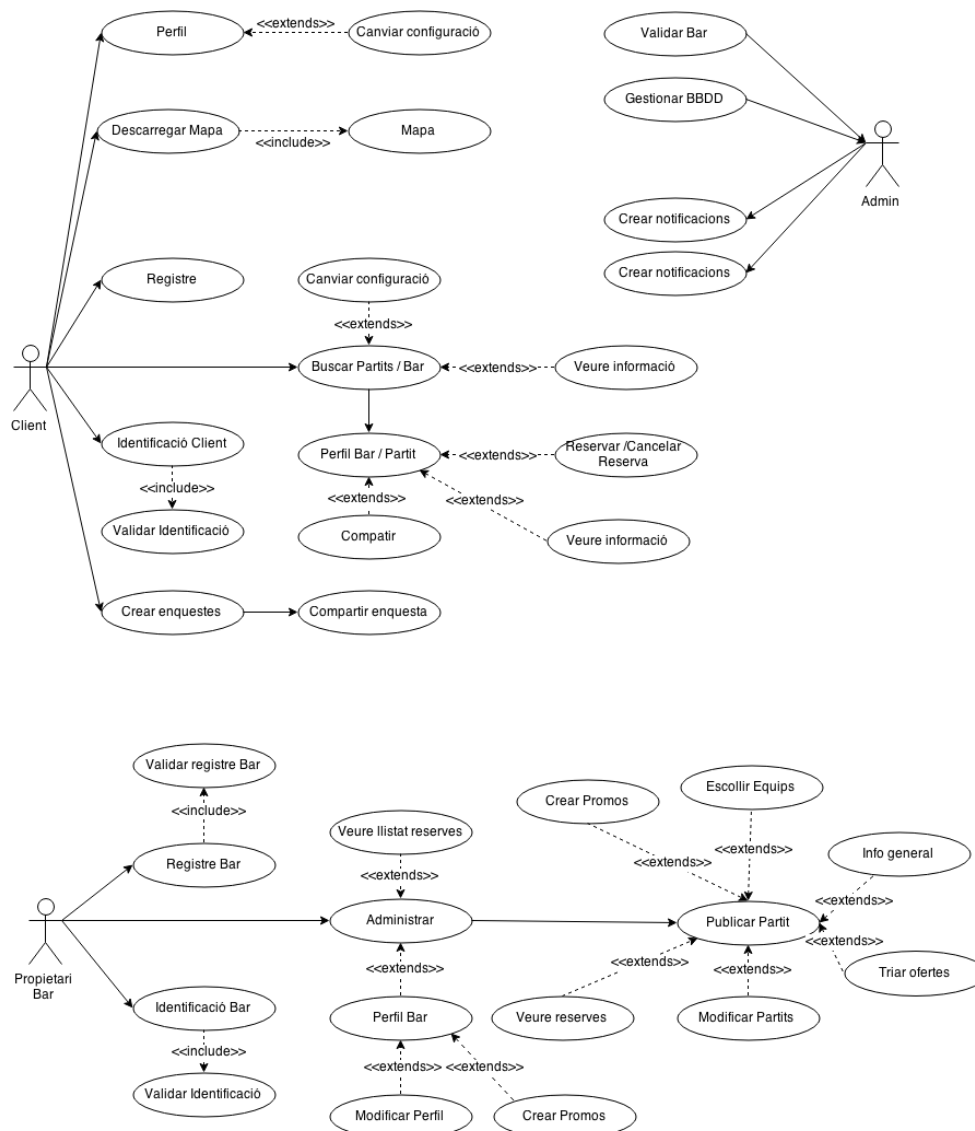 Perfil
<<extends>>
Canviar configuració
Validar Bar
Gestionar BBDD
Descarregar Mapa
<<include>>
Mapa
Admin
Crear notificacions
Crear notificacions
Registre
Canviar configuració
<<extends>>
Buscar Partits / Bar
<<extends>>
Veure informació
Client
Identificació Client
Perfil Bar / Partit
<<extends>>
Reservar /Cancelar
Reserva
<<include>>
<<extends>>
<<extends>>
Validar Identificació
Compatir
Veure informació
Crear enquestes
Compartir enquesta
Validar registre Bar
<<include>>
Registre Bar
Veure llistat reserves
<<extends>>
Crear Promos
Escollir Equips
<<extends>>
<<extends>>
Info general
<<extends>>
Administrar
Publicar Partit
<<extends>>
Propietari
Bar
<<extends>>
<<extends>>
<<extends>>
Triar ofertes
Identificació Bar
Perfil Bar
Veure reserves
Modificar Partits
<<include>>
<<extends>>
<<extends>>
Validar Identificació
Modificar Perfil
Crear Promos